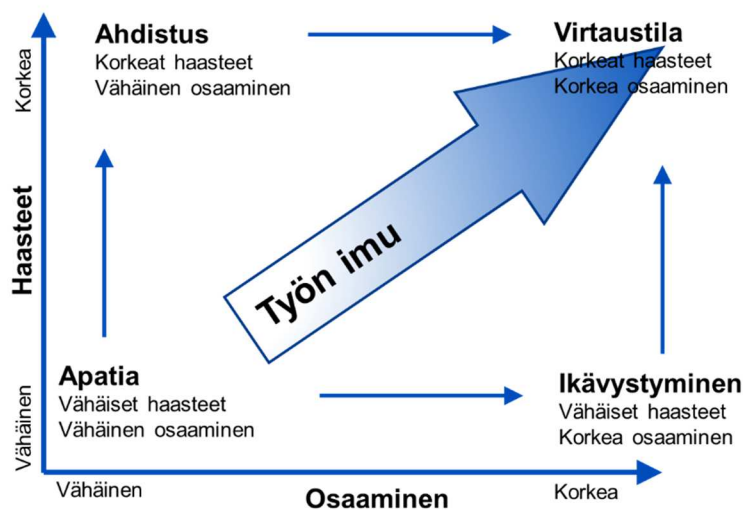 Ahdistus
Korkeat haasteet
Vähäinen osaaminen
Virtaustila
Korkeat haasteet
Korkea osaaminen
Korkea
Haasteet
Vähäinen
Työn imu
Apatia
Vähäiset haasteet
Vähäinen osaaminen
Ikävystyminen
Vähäiset haasteet
Korkea osaaminen
Vähäinen
Osaaminen
Korkea